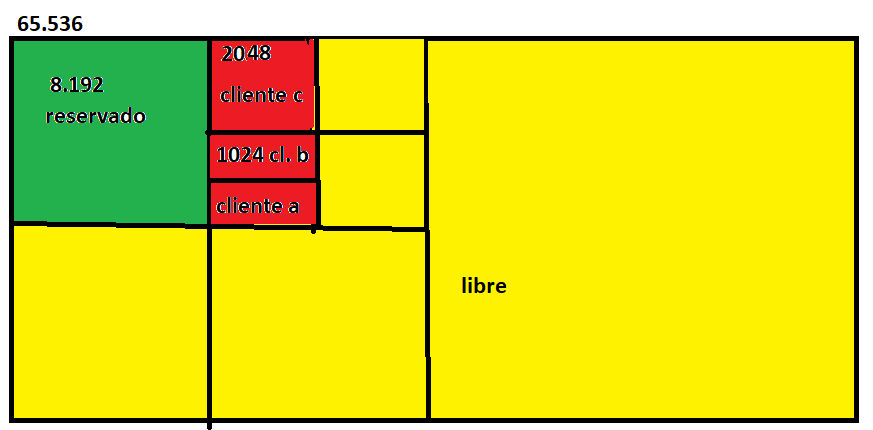 65.536
8.192
reservado
2048
cliente c
1024 cl. b
cliente a
libre